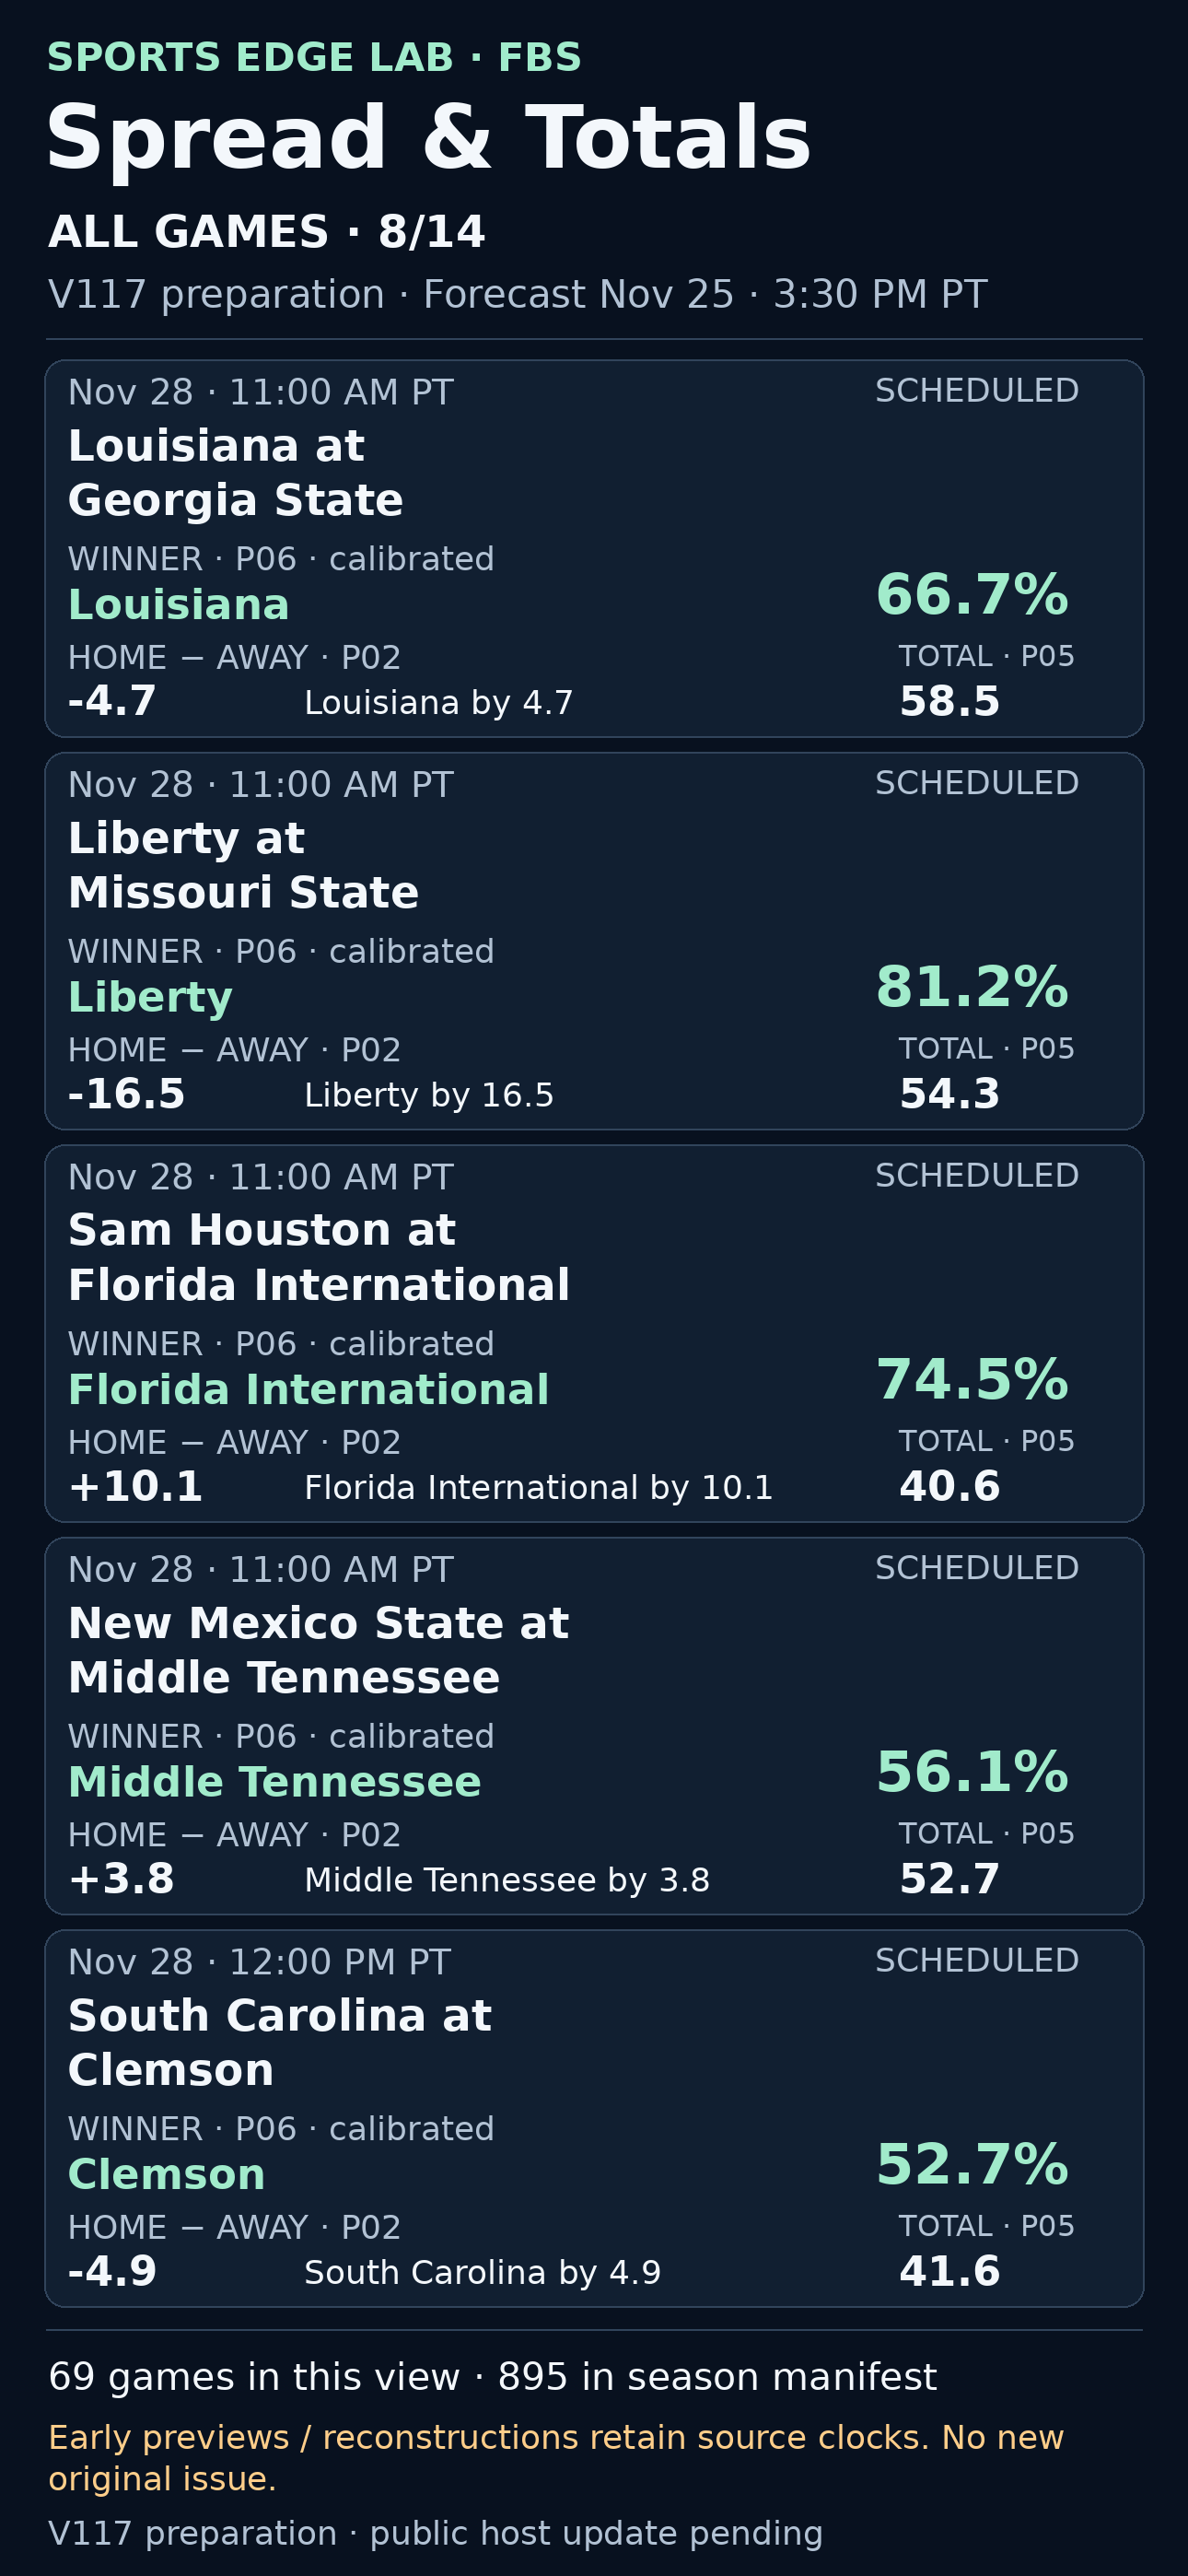 SPORTS EDGE LAB · FBS
Spread & Totals
ALL GAMES · 8/14
V117 preparation · Forecast Nov 25 · 3:30 PM PT
Nov 28 · 11:00 AM PT SCHEDULED
Louisiana at
Georgia State
WINNER · P06 · calibrated
Louisiana 66.7%
HOME − AWAY · P02 TOTAL · P05
-4.7 Louisiana by 4.7 58.5
Nov 28 · 11:00 AM PT SCHEDULED
Liberty at
Missouri State
WINNER · P06 · calibrated
Liberty 81.2%
HOME − AWAY · P02 TOTAL · P05
-16.5 Liberty by 16.5 54.3
Nov 28 · 11:00 AM PT SCHEDULED
Sam Houston at
Florida International
WINNER · P06 · calibrated
Florida International 74.5%
HOME − AWAY · P02 TOTAL · P05
+10.1 Florida International by 10.1 40.6
Nov 28 · 11:00 AM PT SCHEDULED
New Mexico State at
Middle Tennessee
WINNER · P06 · calibrated
Middle Tennessee 56.1%
HOME − AWAY · P02 TOTAL · P05
+3.8 Middle Tennessee by 3.8 52.7
Nov 28 · 12:00 PM PT SCHEDULED
South Carolina at
Clemson
WINNER · P06 · calibrated
Clemson 52.7%
HOME − AWAY · P02 TOTAL · P05
-4.9 South Carolina by 4.9 41.6
69 games in this view · 895 in season manifest
Early previews / reconstructions retain source clocks. No new
original issue.
V117 preparation · public host update pending